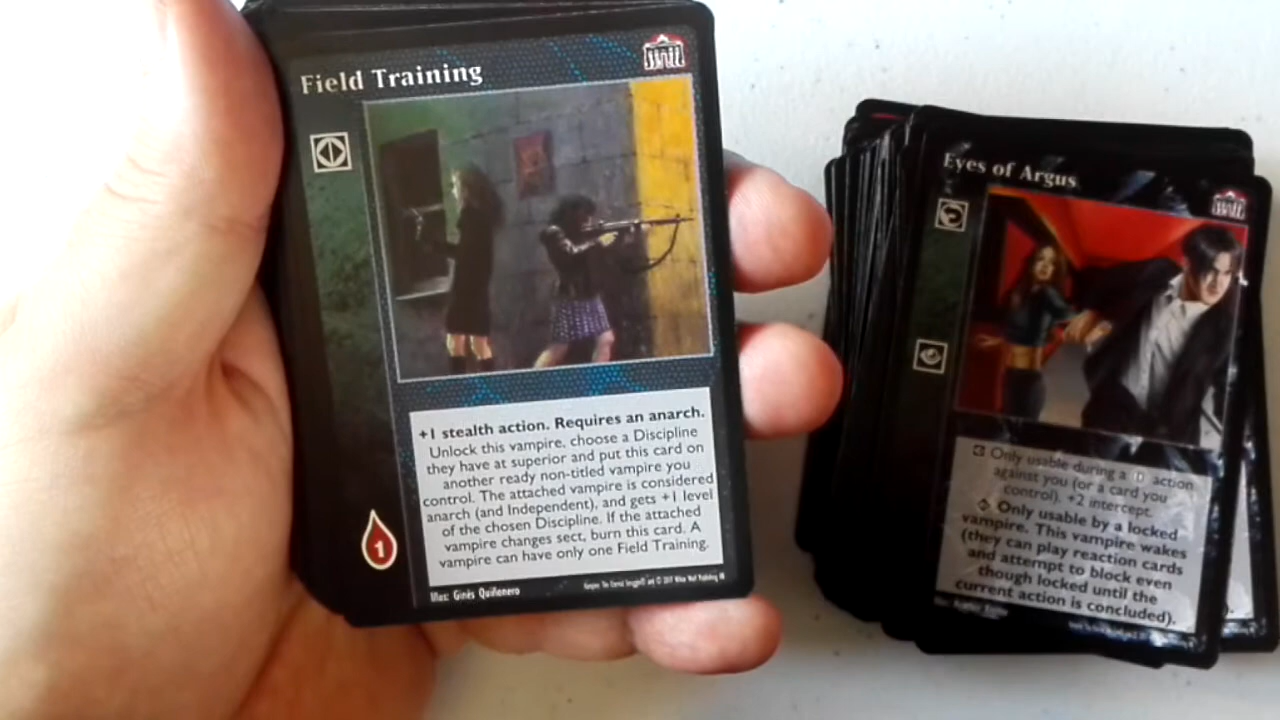 Field Training
+1 stealth action. Requires an anarch.
Unlock this vampire, choose a Discipline
they have at superior and put this card on
another ready non-titled vampire you
control. The attached vampire is considered
anarch (and Independent), and gets +1 level
of the chosen Discipline. If the attached
vampire changes sect, burn this card. A
vampire can have only one Field Training.
1
Illus: Ginés Quiñonero
Eyes of Argus
Only usable during a D action
against you (or a card you
control). +2 intercept.
Only usable by a locked
vampire. This vampire wakes
(they can play reaction cards
and attempt to block even
though locked until the
current action is concluded).